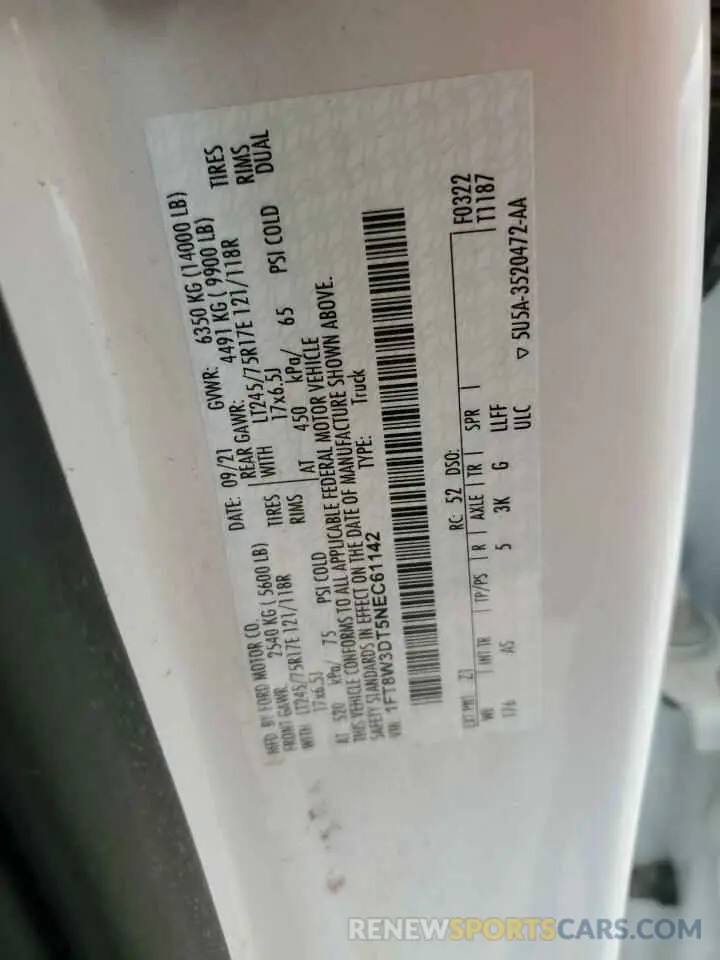 MFD. BY FORD MOTOR CO.
DATE: 09/21 GVWR: 6350 KG (14000 LB)
FRONT GAWR: 2540 KG ( 5600 LB) REAR GAWR: 4491 KG ( 9900 LB) TIRES
WITH LT245/75R17E 121/118R TIRES WITH LT245/75R17E 121/118R RIMS
17x6.5J RIMS 17x6.5J DUAL
AT 520 kPa/ 75 PSI COLD AT 450 kPa/ 65 PSI COLD
THIS VEHICLE CONFORMS TO ALL APPLICABLE FEDERAL MOTOR VEHICLE
SAFETY STANDARDS IN EFFECT ON THE DATE OF MANUFACTURE SHOWN ABOVE.
VIN: 1FT8W3DT5NEC61142 TYPE: Truck
F0322
EXT PNT: Z1 RC: 52 DSO: T1187
WB INT TR TP/PS R AXLE TR SPR
176 AS 5 3K G LLFF
ULC ▽ 5U5A-3520472-AA
RENEWSPORTSCARS.COM